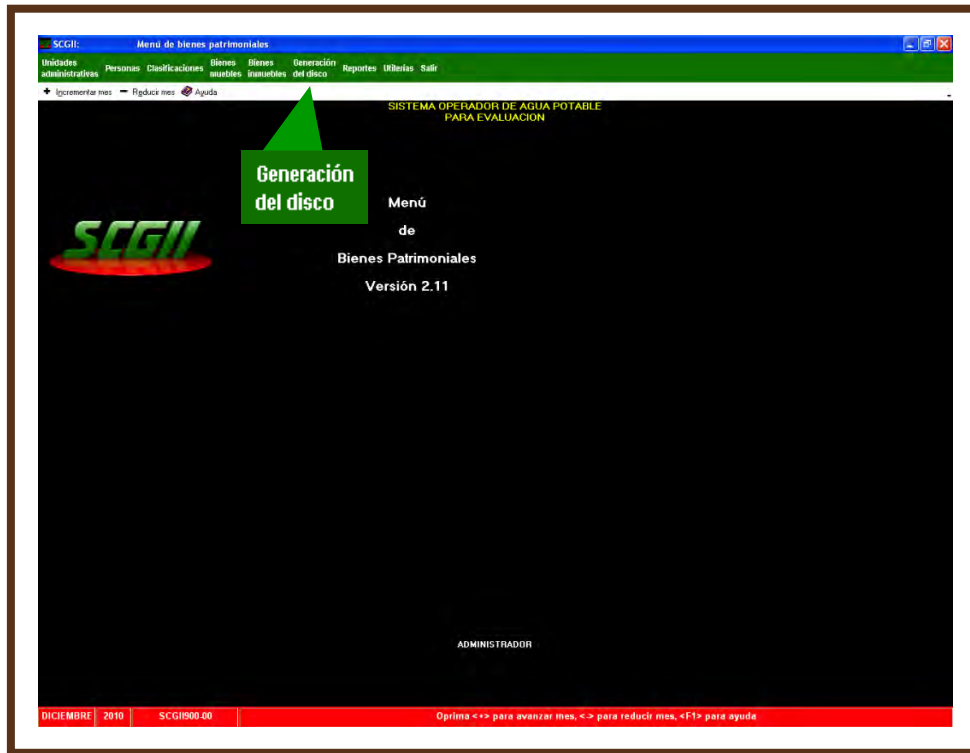 SCGII: Menú de bienes patrimoniales
Unidades administrativas Personas Clasificaciones Bienes muebles Bienes inmuebles Generación del disco Reportes Utilerías Salir
+ Incrementar mes - Reducir mes Ayuda
SISTEMA OPERADOR DE AGUA POTABLE
PARA EVALUACION
Generación
del disco
Menú
SCGII
de
Bienes Patrimoniales
Versión 2.11
ADMINISTRADOR
DICIEMBRE 2010 SCGII900-00 Oprima <+> para avanzar mes, <-> para reducir mes, <F1> para ayuda